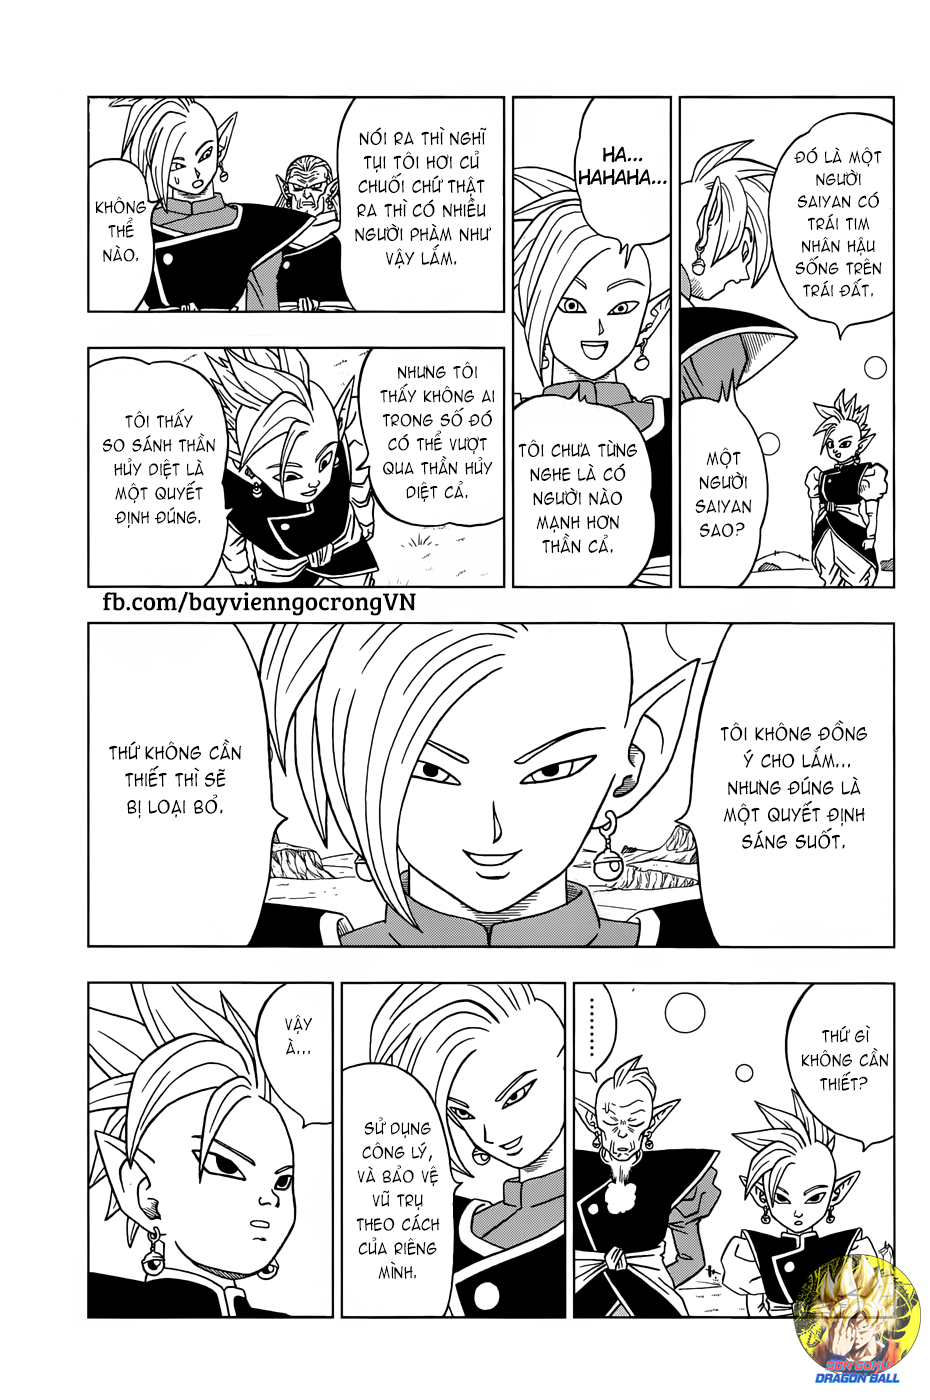 ĐÓ LÀ MỘT
NGƯỜI
SAIYAN CÓ
TRÁI TIM
NHÂN HẬU
SỐNG TRÊN
TRÁI ĐẤT.
MỘT
NGƯỜI
SAIYAN
SAO?
HA...
HAHAHA...
TÔI CHƯA TỪNG
NGHE LÀ CÓ
NGƯỜI NÀO
MẠNH HƠN
THẦN CẢ.
NÓI RA THÌ NGHĨ
TỤI TÔI HƠI CỦ
CHUỐI CHỨ THẬT
RA THÌ CÓ NHIỀU
NGƯỜI PHÀM NHƯ
VẬY LẮM.
KHÔNG
THỂ
NÀO.
NHƯNG TÔI
THẤY KHÔNG AI
TRONG SỐ ĐÓ
CÓ THỂ VƯỢT
QUA THẦN HỦY
DIỆT CẢ.
TÔI THẤY
SO SÁNH THẦN
HỦY DIỆT LÀ
MỘT QUYẾT
ĐỊNH ĐÚNG.
fb.com/bayvienngocrongVN
TÔI KHÔNG ĐỒNG
Ý CHO LẮM...
NHƯNG ĐÚNG LÀ
MỘT QUYẾT ĐỊNH
SÁNG SUỐT.
THỨ KHÔNG CẦN
THIẾT THÌ SẼ
BỊ LOẠI BỎ.
THỨ GÌ
KHÔNG CẦN
THIẾT?
.........
SỬ DỤNG
CÔNG LÝ,
VÀ BẢO VỆ
VŨ TRỤ
THEO CÁCH
CỦA RIÊNG
MÌNH.
VẬY
À...
SON GOKU
DRAGON BALL